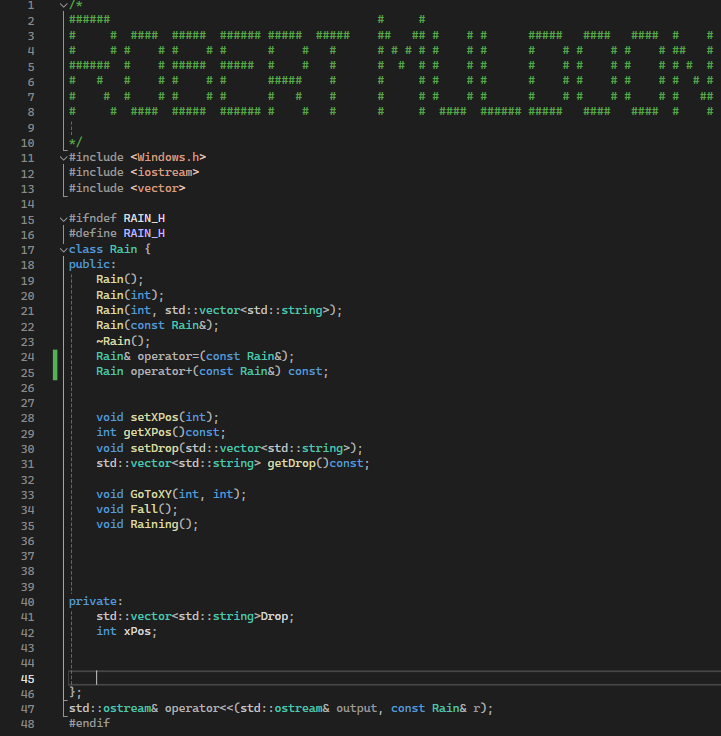 1 /*
2 ######                                       #     #
3 #     #  ####  #####  ###### #####  #####    ##   ## #    # #      #####   ####   ####  #    #
4 #     # #    # #    # #      #    #   #      # # # # #    # #      #    # #    # #    # ##   #
5 ######  #    # #####  #####  #    #   #      #  #  # #    # #      #    # #    # #    # # #  #
6 #   #   #    # #    # #      #####    #      #     # #    # #      #    # #    # #    # #  # #
7 #    #  #    # #    # #      #   #    #      #     # #    # #      #    # #    # #    # #   ##
8 #     #  ####  #####  ###### #    #   #      #     #  ####  ###### #####   ####   ####  #    #
9
10 */
11 #include <Windows.h>
12 #include <iostream>
13 #include <vector>
14
15 #ifndef RAIN_H
16 #define RAIN_H
17 class Rain {
18 public:
19     Rain();
20     Rain(int);
21     Rain(int, std::vector<std::string>);
22     Rain(const Rain&);
23     ~Rain();
24     Rain& operator=(const Rain&);
25     Rain operator+(const Rain&) const;
26
27
28     void setXPos(int);
29     int getXPos()const;
30     void setDrop(std::vector<std::string>);
31     std::vector<std::string> getDrop()const;
32
33     void GoToXY(int, int);
34     void Fall();
35     void Raining();
36
37
38
39
40 private:
41     std::vector<std::string>Drop;
42     int xPos;
43
44
45
46 };
47 std::ostream& operator<<(std::ostream& output, const Rain& r);
48 #endif